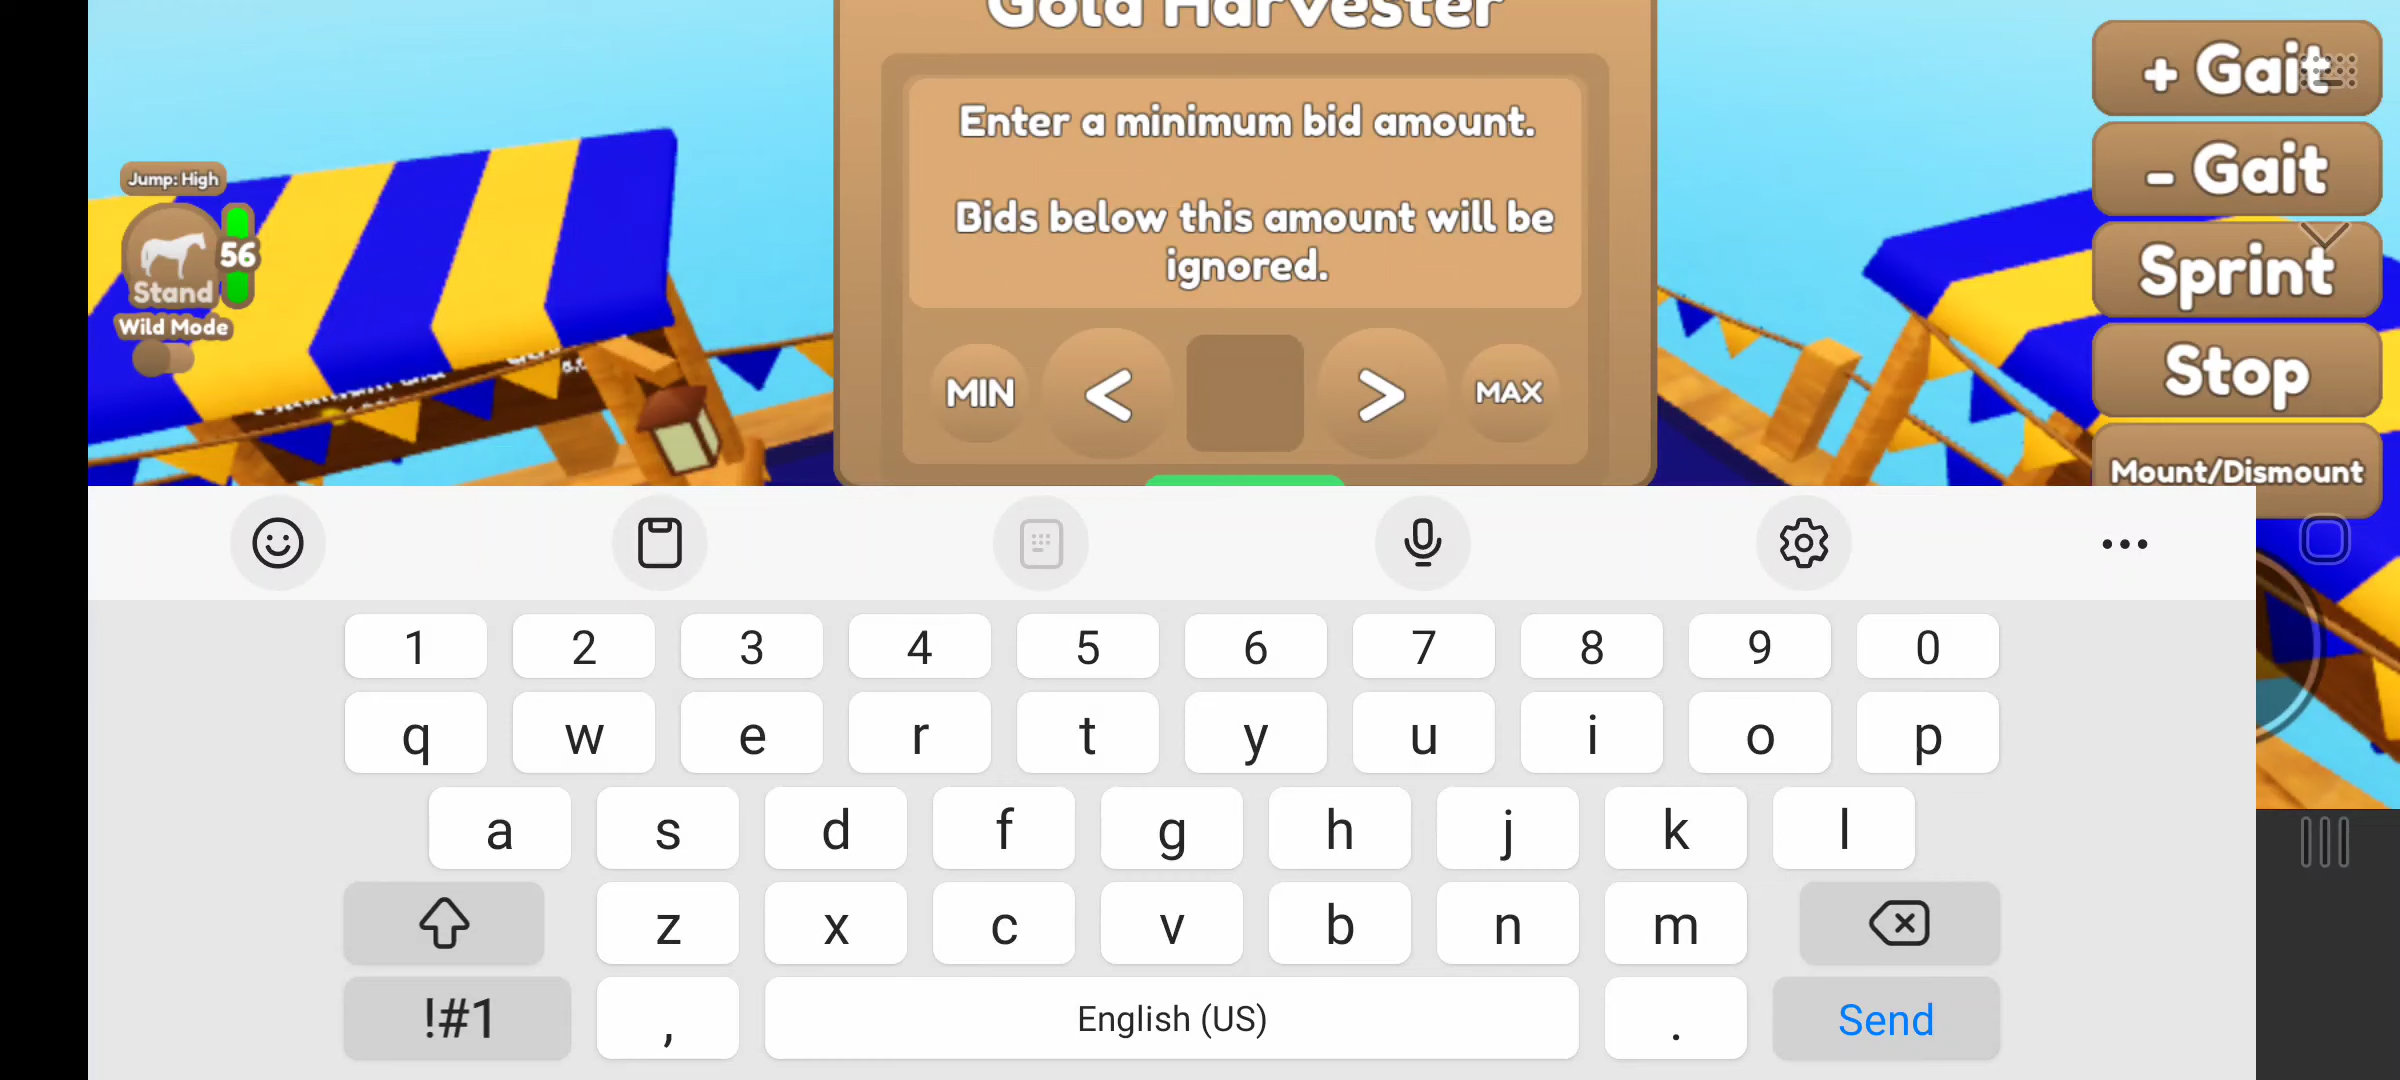 Gold Harvester
+ Gait
Enter a minimum bid amount.
- Gait
Jump: High
Bids below this amount will be
ignored.
56
Sprint
Stand
Wild Mode
MIN < > MAX
Stop
Mount/Dismount
1 2 3 4 5 6 7 8 9 0
q w e r t y u i o p
a s d f g h j k l
z x c v b n m
!#1 , English (US) . Send